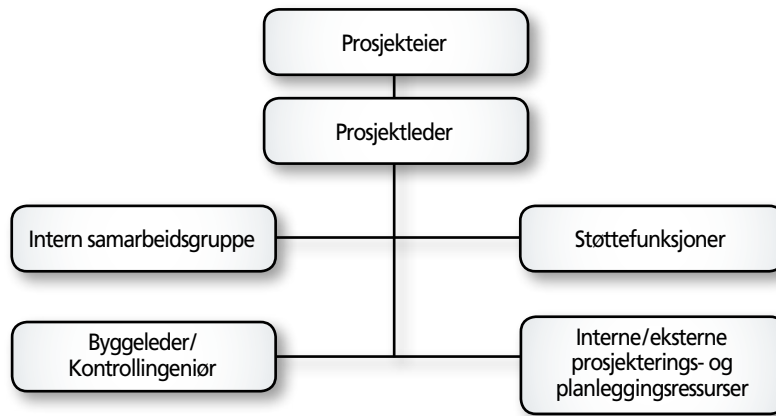 Prosjekteier
Prosjektleder
Intern samarbeidsgruppe
Støttefunksjoner
Byggeleder/
Kontrollingeniør
Interne/eksterne
prosjekterings- og
planleggingsressurser